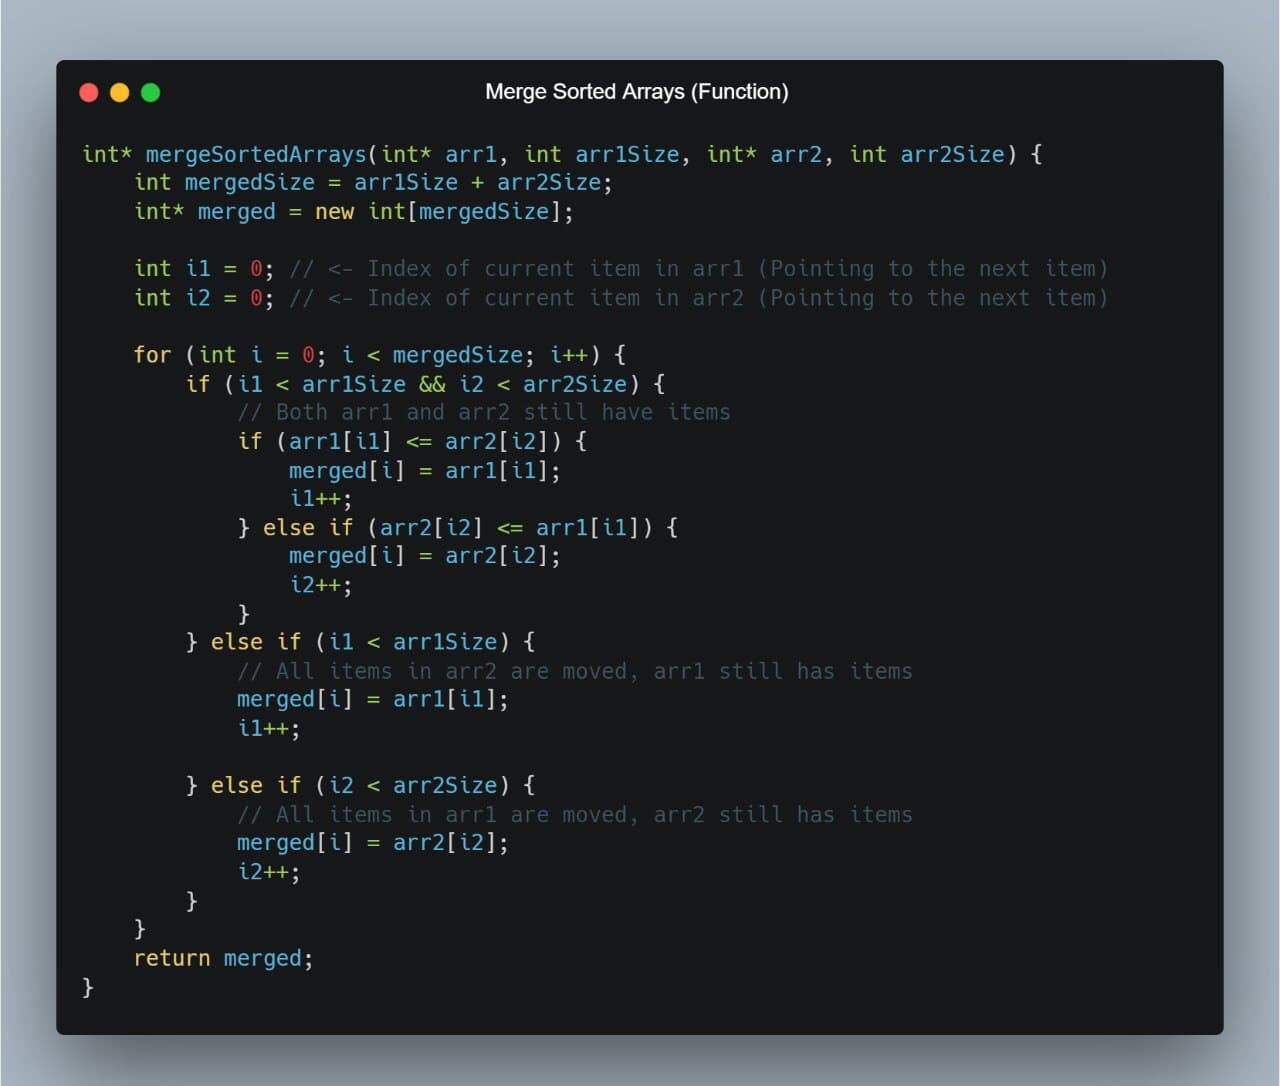 Merge Sorted Arrays (Function)
int* mergeSortedArrays(int* arr1, int arr1Size, int* arr2, int arr2Size) {
    int mergedSize = arr1Size + arr2Size;
    int* merged = new int[mergedSize];

    int i1 = 0; // <- Index of current item in arr1 (Pointing to the next item)
    int i2 = 0; // <- Index of current item in arr2 (Pointing to the next item)

    for (int i = 0; i < mergedSize; i++) {
        if (i1 < arr1Size && i2 < arr2Size) {
            // Both arr1 and arr2 still have items
            if (arr1[i1] <= arr2[i2]) {
                merged[i] = arr1[i1];
                i1++;
            } else if (arr2[i2] <= arr1[i1]) {
                merged[i] = arr2[i2];
                i2++;
            }
        } else if (i1 < arr1Size) {
            // All items in arr2 are moved, arr1 still has items
            merged[i] = arr1[i1];
            i1++;

        } else if (i2 < arr2Size) {
            // All items in arr1 are moved, arr2 still has items
            merged[i] = arr2[i2];
            i2++;
        }
    }
    return merged;
}